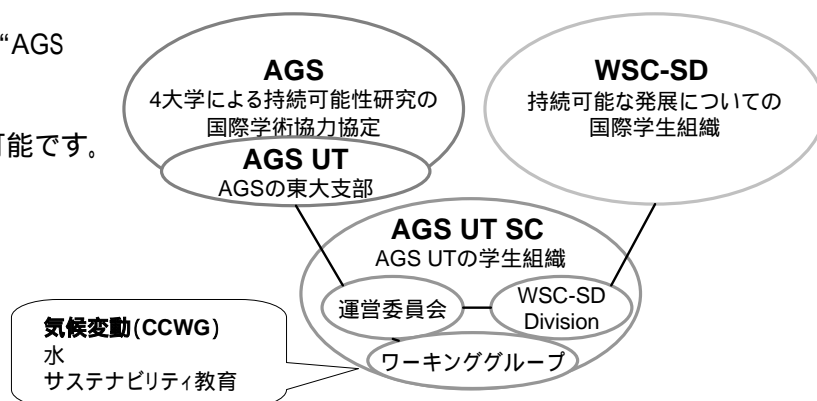 “AGS
可能です。
AGS
4大学による持続可能性研究の
国際学術協力協定
AGS UT
AGSの東大支部
WSC-SD
持続可能な発展についての
国際学生組織
AGS UT SC
AGS UTの学生組織
運営委員会
WSC-SD
Division
ワーキンググループ
気候変動(CCWG)
水
サステナビリティ教育